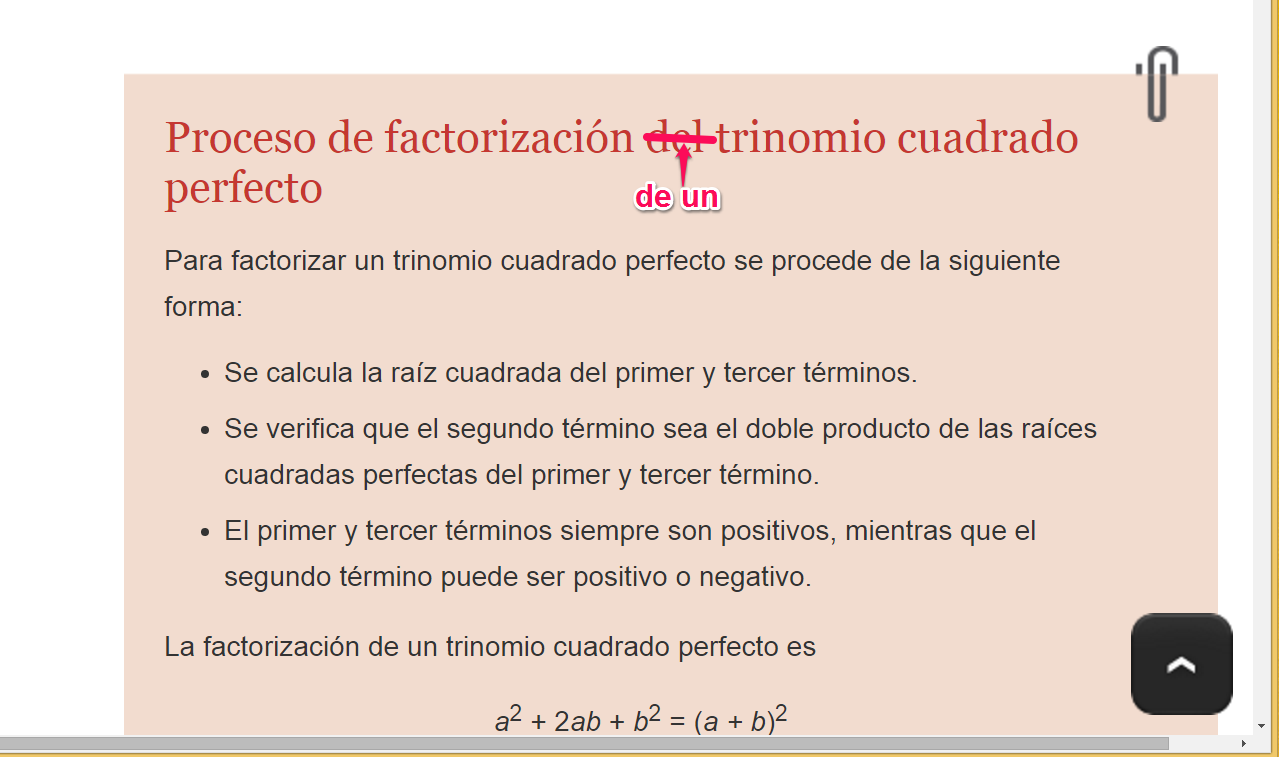 Proceso de factorización del trinomio cuadrado
perfecto
de un
Para factorizar un trinomio cuadrado perfecto se procede de la siguiente
forma:
• Se calcula la raíz cuadrada del primer y tercer términos.
• Se verifica que el segundo término sea el doble producto de las raíces
cuadradas perfectas del primer y tercer término.
• El primer y tercer términos siempre son positivos, mientras que el
segundo término puede ser positivo o negativo.
La factorización de un trinomio cuadrado perfecto es
a² + 2ab + b² = (a + b)²